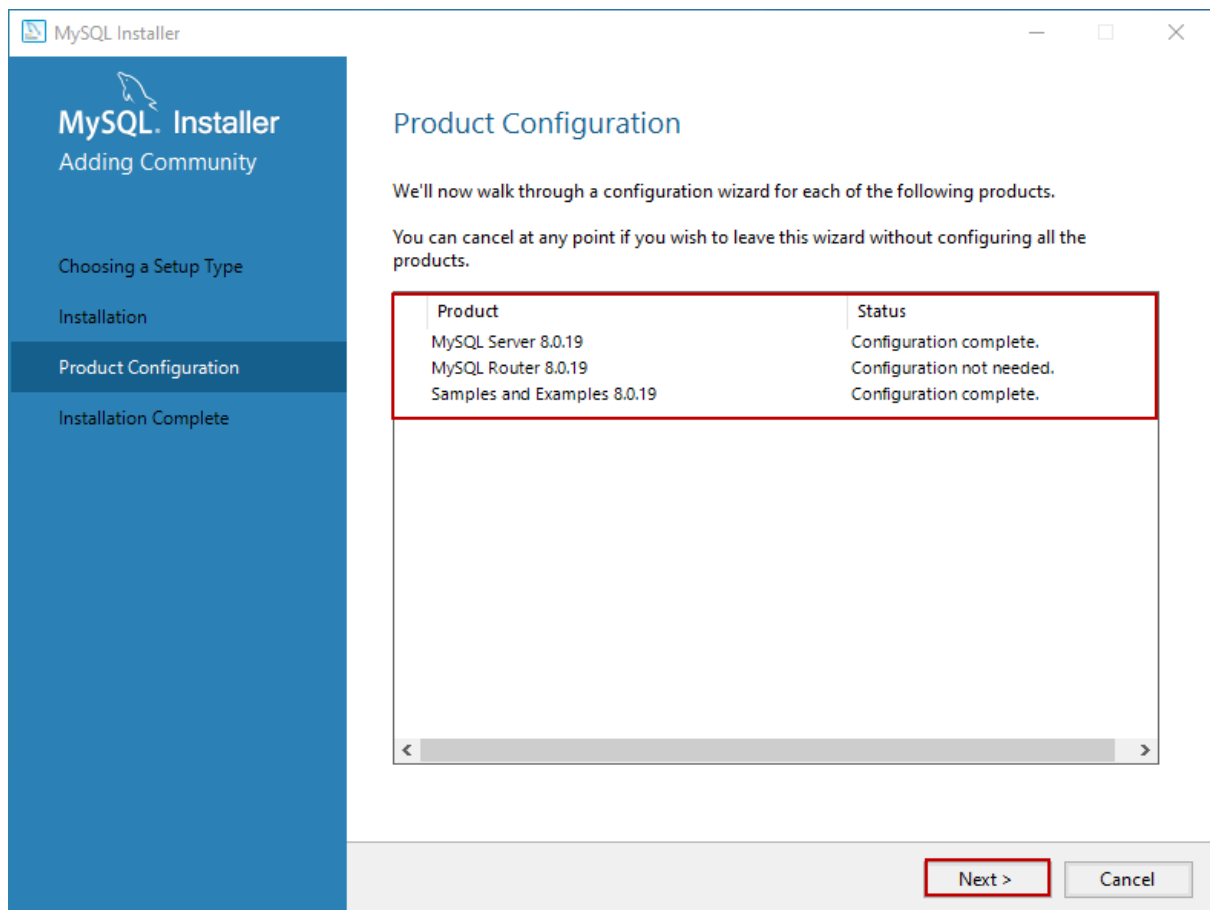 MySQL Installer
MySQL. Installer
Adding Community
Choosing a Setup Type
Installation
Product Configuration
Installation Complete
Product Configuration
We'll now walk through a configuration wizard for each of the following products.
You can cancel at any point if you wish to leave this wizard without configuring all the
products.
Product Status
MySQL Server 8.0.19 Configuration complete.
MySQL Router 8.0.19 Configuration not needed.
Samples and Examples 8.0.19 Configuration complete.
Next > Cancel